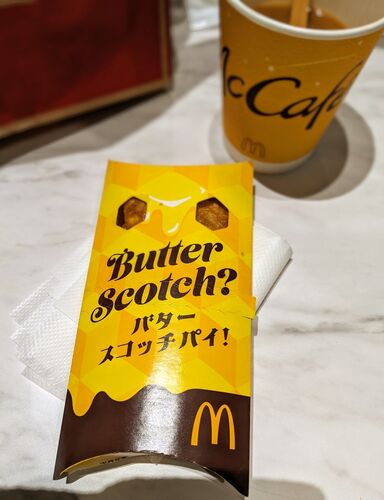 McCafé
Butter
Scotch?
バター
スコッチパイ!